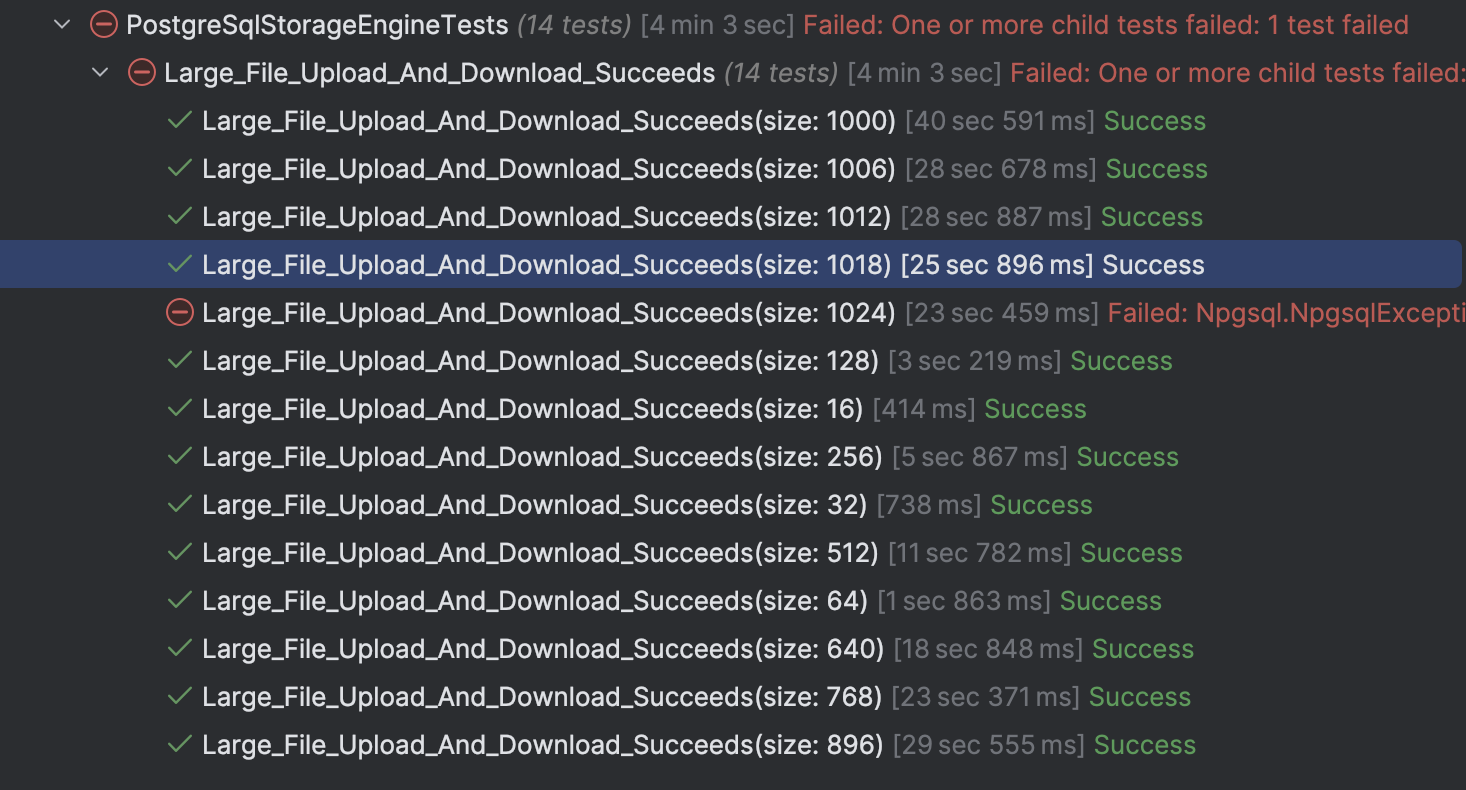 PostgreSqlStorageEngineTests (14 tests) [4 min 3 sec] Failed: One or more child tests failed: 1 test failed
Large_File_Upload_And_Download_Succeeds (14 tests) [4 min 3 sec] Failed: One or more child tests failed:
Large_File_Upload_And_Download_Succeeds(size: 1000) [40 sec 591 ms] Success
Large_File_Upload_And_Download_Succeeds(size: 1006) [28 sec 678 ms] Success
Large_File_Upload_And_Download_Succeeds(size: 1012) [28 sec 887 ms] Success
Large_File_Upload_And_Download_Succeeds(size: 1018) [25 sec 896 ms] Success
Large_File_Upload_And_Download_Succeeds(size: 1024) [23 sec 459 ms] Failed: Npgsql.NpgsqlExcepti
Large_File_Upload_And_Download_Succeeds(size: 128) [3 sec 219 ms] Success
Large_File_Upload_And_Download_Succeeds(size: 16) [414 ms] Success
Large_File_Upload_And_Download_Succeeds(size: 256) [5 sec 867 ms] Success
Large_File_Upload_And_Download_Succeeds(size: 32) [738 ms] Success
Large_File_Upload_And_Download_Succeeds(size: 512) [11 sec 782 ms] Success
Large_File_Upload_And_Download_Succeeds(size: 64) [1 sec 863 ms] Success
Large_File_Upload_And_Download_Succeeds(size: 640) [18 sec 848 ms] Success
Large_File_Upload_And_Download_Succeeds(size: 768) [23 sec 371 ms] Success
Large_File_Upload_And_Download_Succeeds(size: 896) [29 sec 555 ms] Success